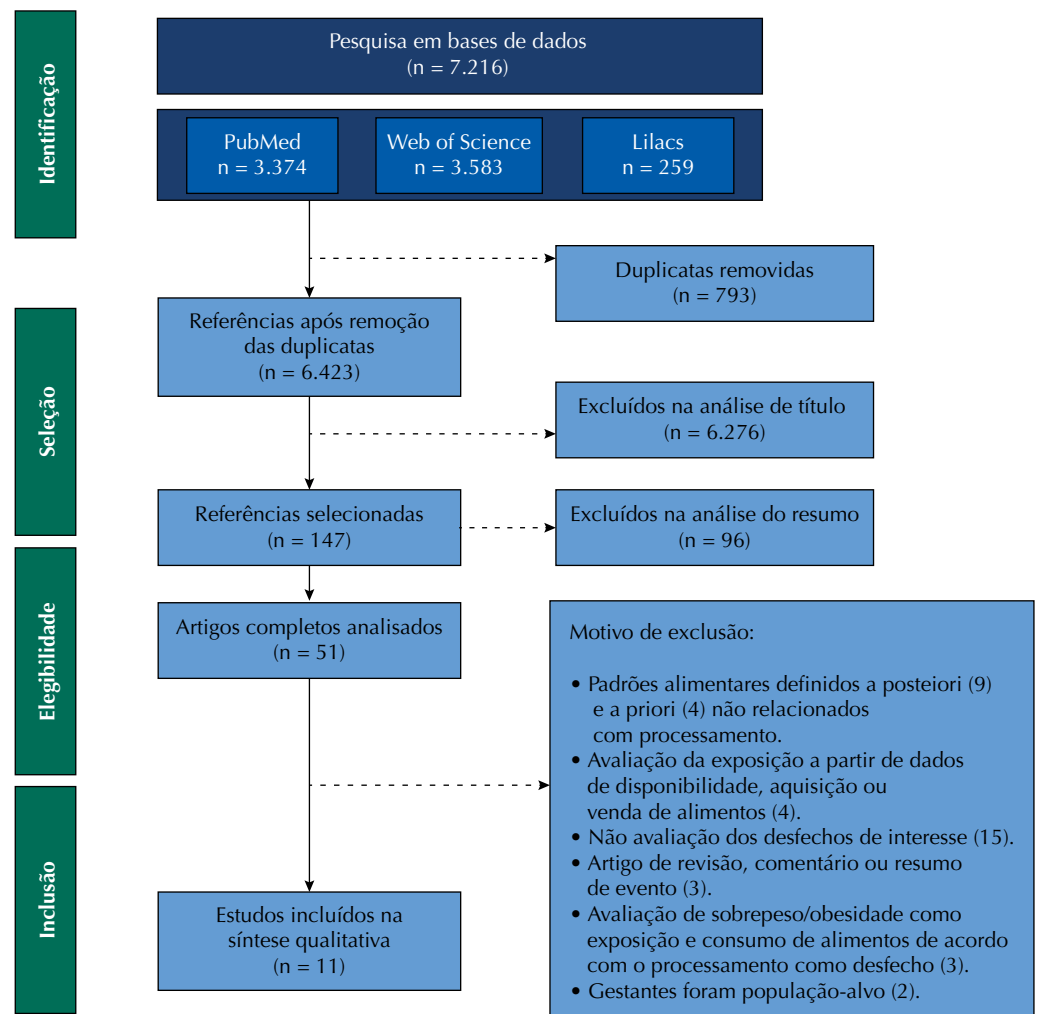 Identificação
Pesquisa em bases de dados
(n = 7.216)
PubMed
n = 3.374
Web of Science
n = 3.583
Lilacs
n = 259
Duplicatas removidas
(n = 793)
Seleção
Referências após remoção
das duplicatas
(n = 6.423)
Excluídos na análise de título
(n = 6.276)
Referências selecionadas
(n = 147)
Excluídos na análise do resumo
(n = 96)
Elegibilidade
Artigos completos analisados
(n = 51)
Motivo de exclusão:
• Padrões alimentares definidos a posteiori (9)
e a priori (4) não relacionados
com processamento.
• Avaliação da exposição a partir de dados
de disponibilidade, aquisição ou
venda de alimentos (4).
• Não avaliação dos desfechos de interesse (15).
• Artigo de revisão, comentário ou resumo
de evento (3).
• Avaliação de sobrepeso/obesidade como
exposição e consumo de alimentos de acordo
com o processamento como desfecho (3).
• Gestantes foram população-alvo (2).
Inclusão
Estudos incluídos na
síntese qualitativa
(n = 11)